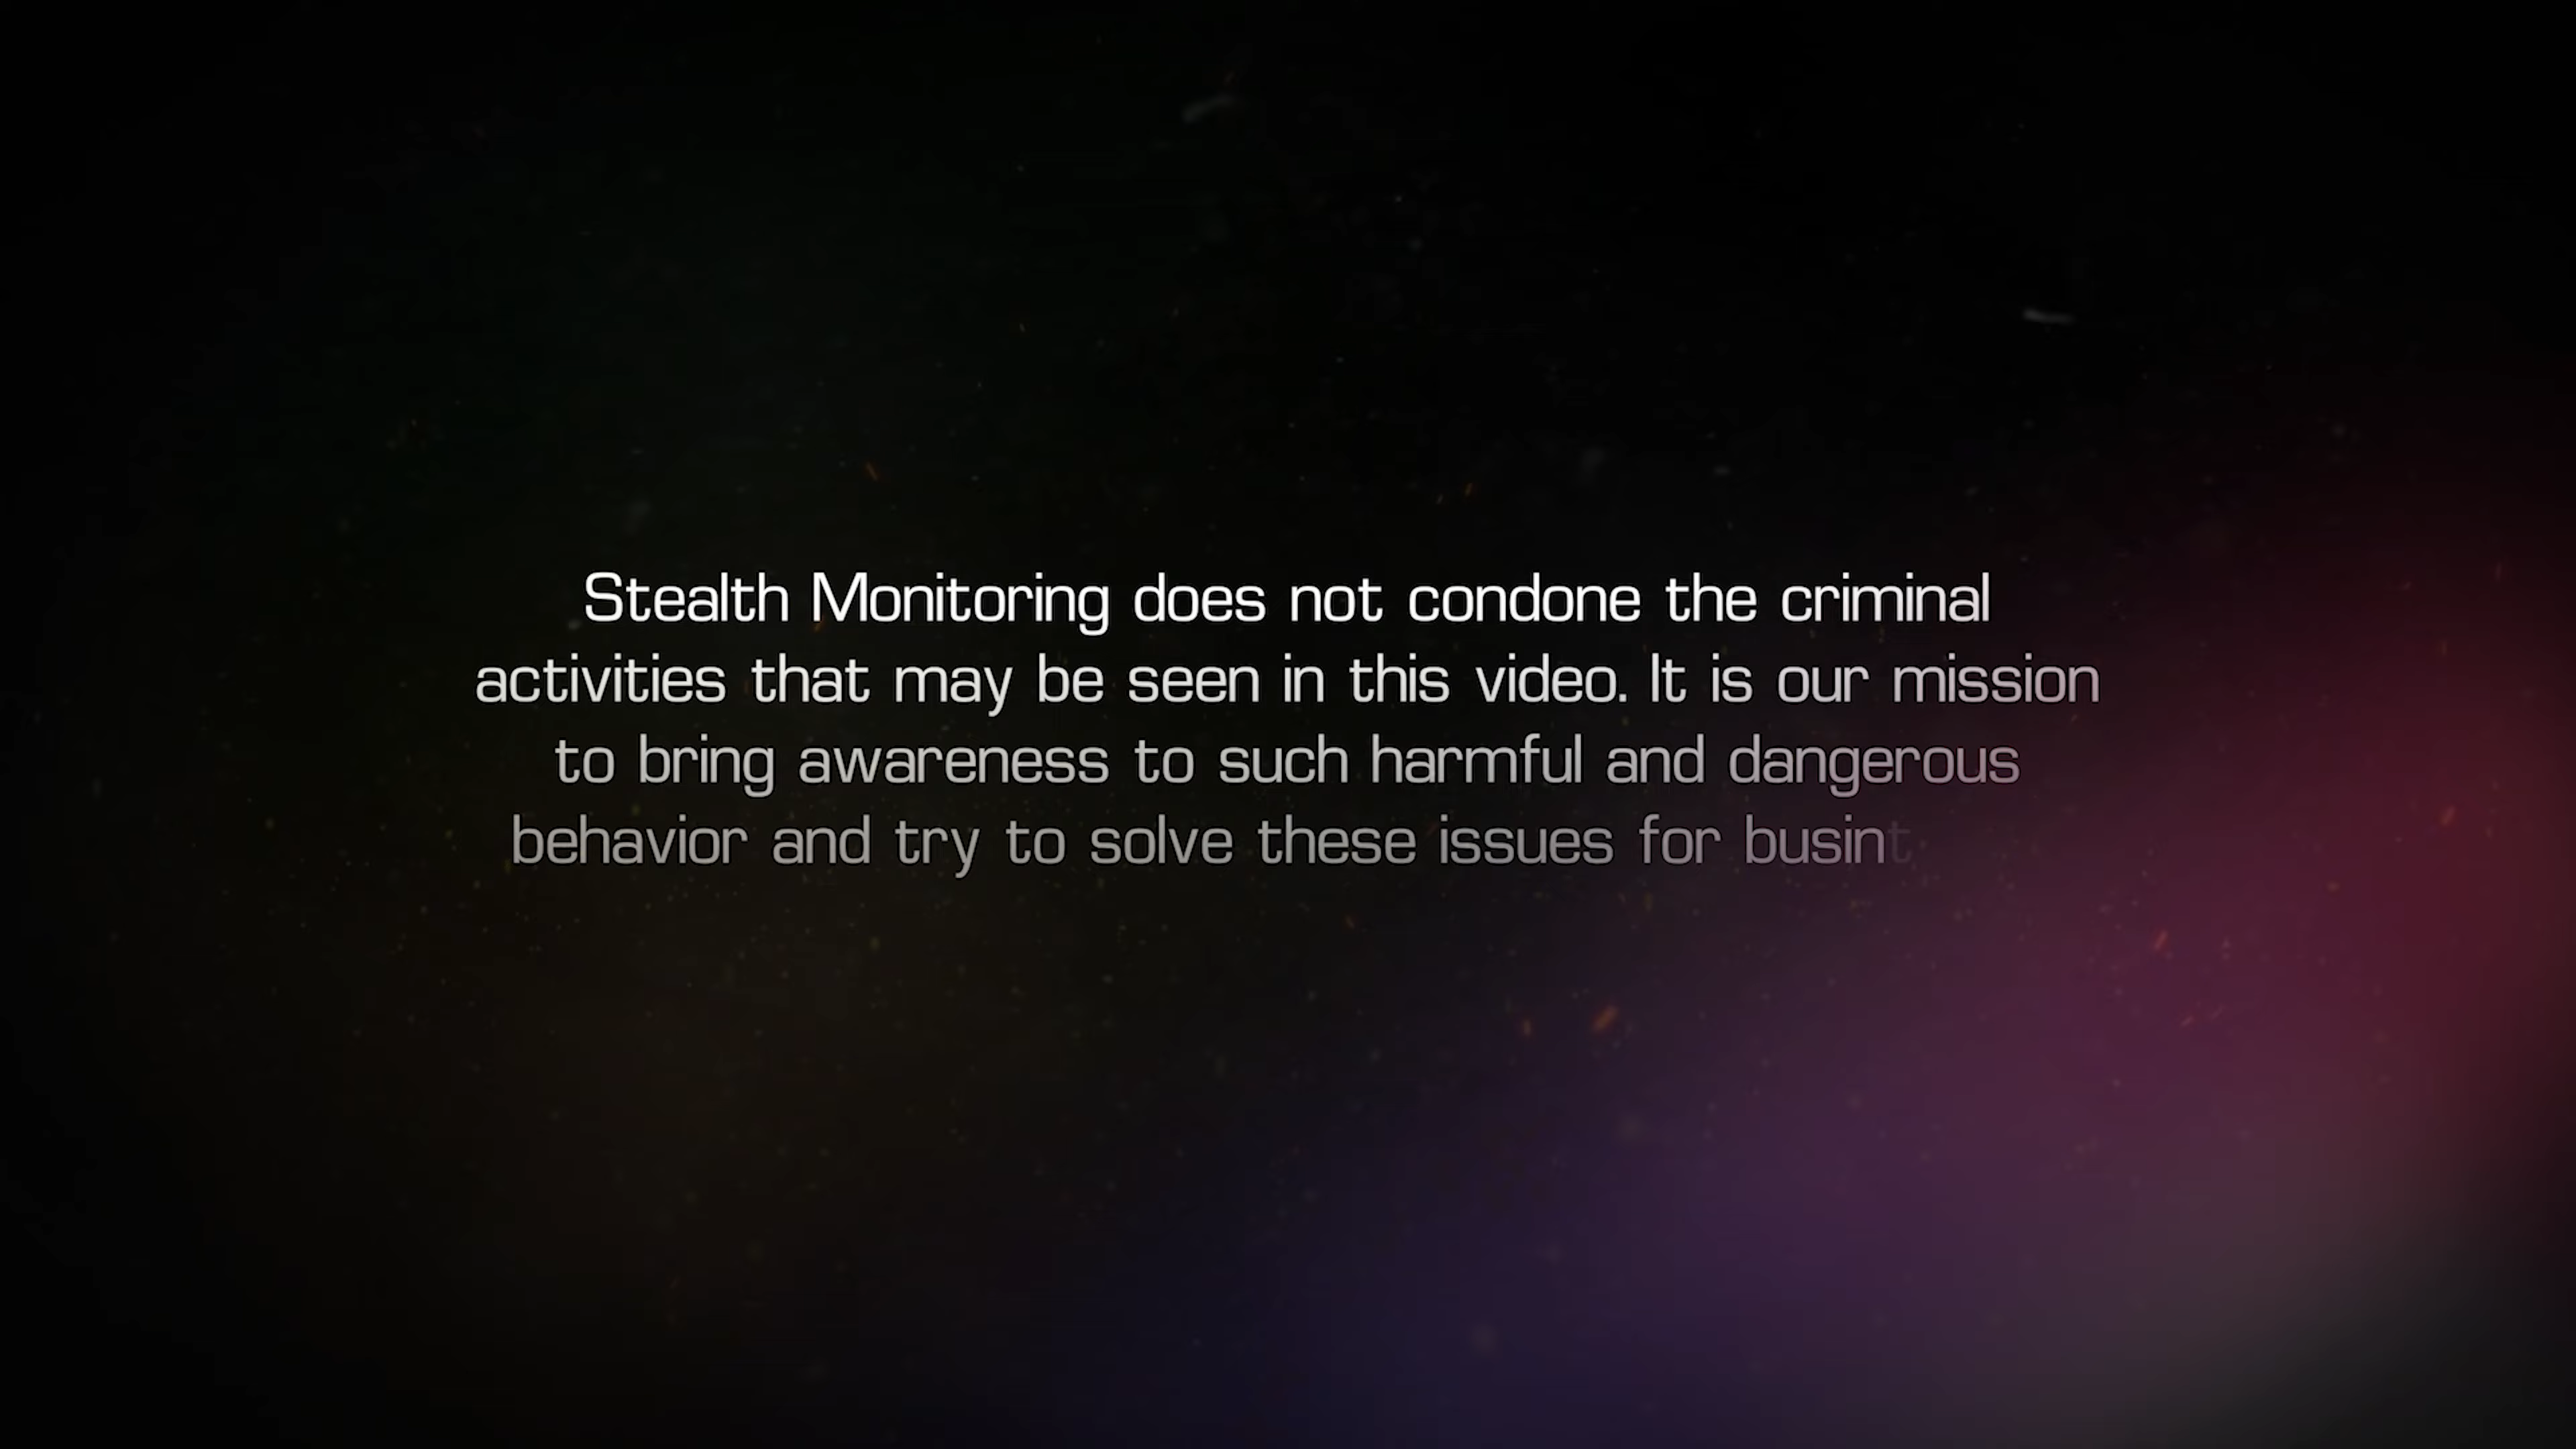 Stealth Monitoring does not condone the criminal
activities that may be seen in this video. It is our mission
to bring awareness to such harmful and dangerous
behavior and try to solve these issues for busint